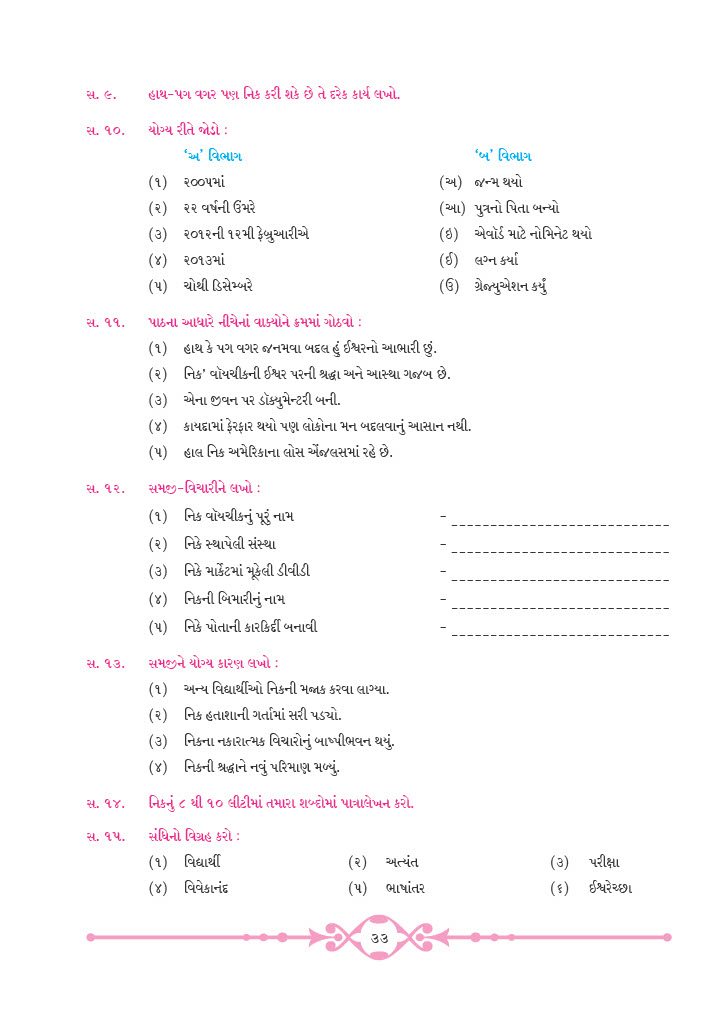 સ. ૯. હાથ-પગ વગર પણ નિક કરી શકે છે તે દરેક કાર્ય લખો.
સ. ૧૦. યોગ્ય રીતે જોડો :
‘અ’ વિભાગ ‘બ’ વિભાગ
(૧) ૨૦૦૫માં (અ) જન્મ થયો
(૨) ૨૨ વર્ષની ઉંમરે (આ) પુત્રનો પિતા બન્યો
(૩) ૨૦૧૨ની ૧૨મી ફેબ્રુઆરીએ (ઇ) એવૉર્ડ માટે નોમિનેટ થયો
(૪) ૨૦૧૩માં (ઈ) લગ્ન કર્યા
(૫) ચોથી ડિસેમ્બરે (ઉ) ગ્રેજ્યુએશન કર્યું
સ. ૧૧. પાઠના આધારે નીચેનાં વાક્યોને ક્રમમાં ગોઠવો :
(૧) હાથ કે પગ વગર જનમવા બદલ હું ઈશ્વરનો આભારી છું.
(૨) નિક’ વૉયચીકની ઈશ્વર પરની શ્રદ્ધા અને આસ્થા ગજબ છે.
(૩) એના જીવન પર ડૉક્યુમેન્ટરી બની.
(૪) કાયદામાં ફેરફાર થયો પણ લોકોના મન બદલવાનું આસાન નથી.
(૫) હાલ નિક અમેરિકાના લોસ એંજલસમાં રહે છે.
સ. ૧૨. સમજી-વિચારીને લખો :
(૧) નિક વૉયચીકનું પૂરું નામ - ____________________________
(૨) નિકે સ્થાપેલી સંસ્થા - ____________________________
(૩) નિકે માર્કેટમાં મૂકેલી ડીવીડી - ____________________________
(૪) નિકની બિમારીનું નામ - ____________________________
(૫) નિકે પોતાની કારકિર્દી બનાવી - ____________________________
સ. ૧૩. સમજીને યોગ્ય કારણ લખો :
(૧) અન્ય વિદ્યાર્થીઓ નિકની મજાક કરવા લાગ્યા.
(૨) નિક હતાશાની ગર્તામાં સરી પડ્યો.
(૩) નિકના નકારાત્મક વિચારોનું બાષ્પીભવન થયું.
(૪) નિકની શ્રદ્ધાને નવું પરિમાણ મળ્યું.
સ. ૧૪. નિકનું ૮ થી ૧૦ લીટીમાં તમારા શબ્દોમાં પાત્રાલેખન કરો.
સ. ૧૫. સંધિનો વિગ્રહ કરો :
(૧) વિદ્યાર્થી (૨) અત્યંત (૩) પરીક્ષા
(૪) વિવેકાનંદ (૫) ભાષાંતર (૬) ઈશ્વરેચ્છા
૩૩